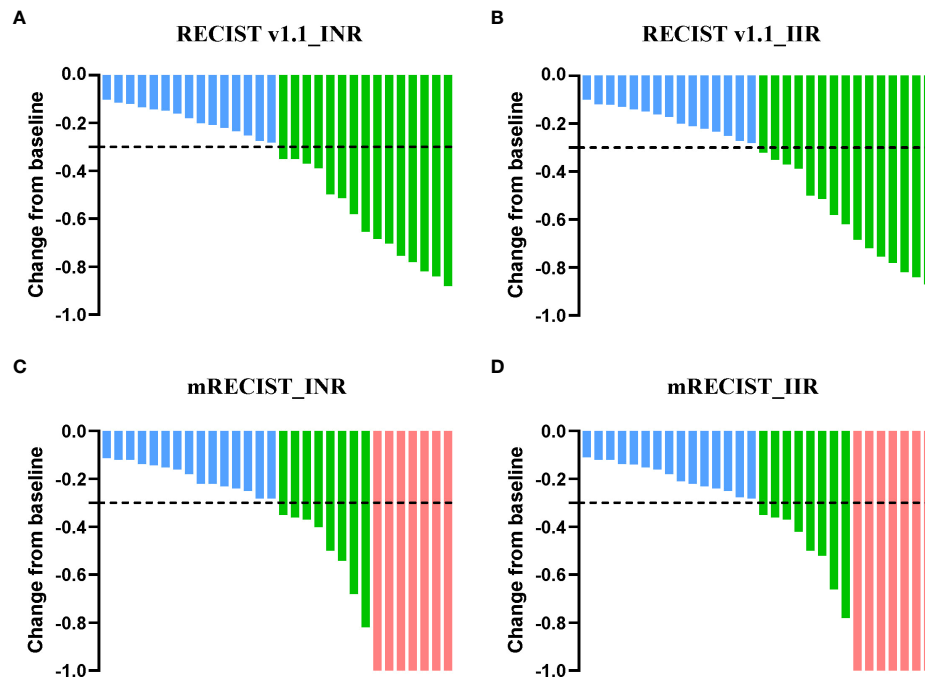 A
RECIST v1.1_INR
Change from baseline
0.0
-0.2
-0.4
-0.6
-0.8
-1.0
B
RECIST v1.1_IIR
Change from baseline
0.0
-0.2
-0.4
-0.6
-0.8
-1.0
C
mRECIST_INR
Change from baseline
0.0
-0.2
-0.4
-0.6
-0.8
-1.0
D
mRECIST_IIR
Change from baseline
0.0
-0.2
-0.4
-0.6
-0.8
-1.0